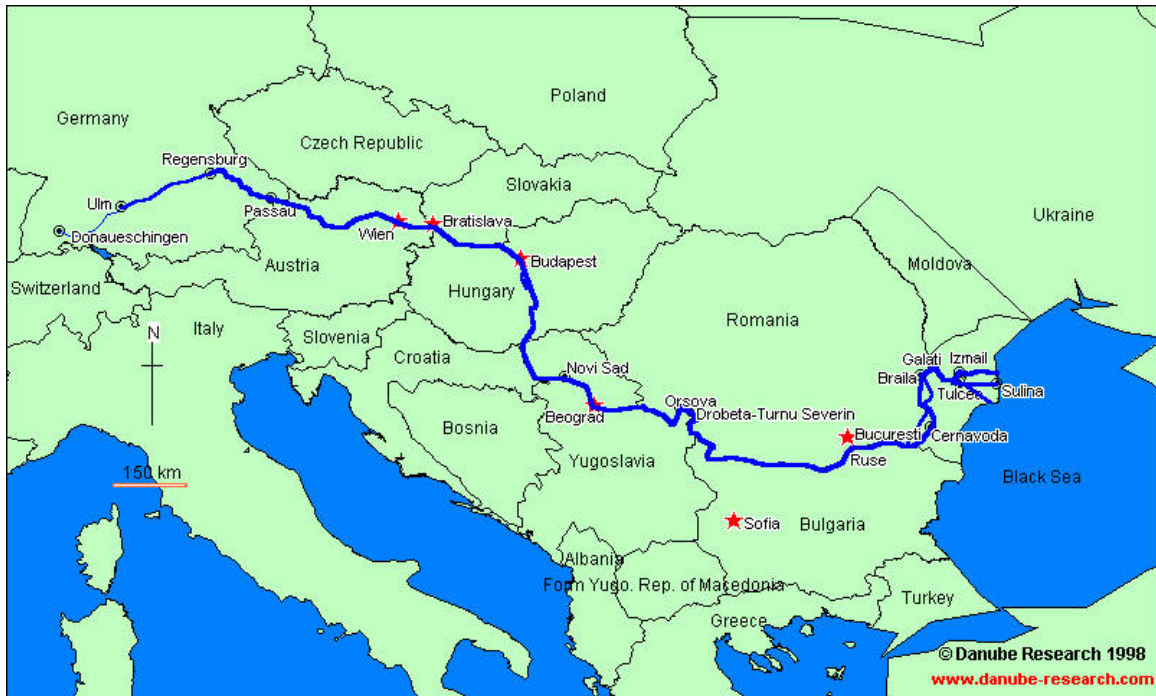 Poland
Germany
Czech Republic
Regensburg
Slovakia
Ulm
Passau
Wien
Bratislava
Ukraine
Donaueschingen
Budapest
Austria
Moldova
Switzerland
Hungary
Romania
Italy
N
Slovenia
Croatia
Galati
Izmail
Novi Sad
Braila
Tulcea
Sulina
Beograd
Orsova
Drobeta-Turnu Severin
Bosnia
Bucuresti
Cernavoda
Yugoslavia
Ruse
150 km
Black Sea
Sofia
Bulgaria
Albania
Form Yugo. Rep. of Macedonia
Turkey
Greece
© Danube Research 1998
www.danube-research.com